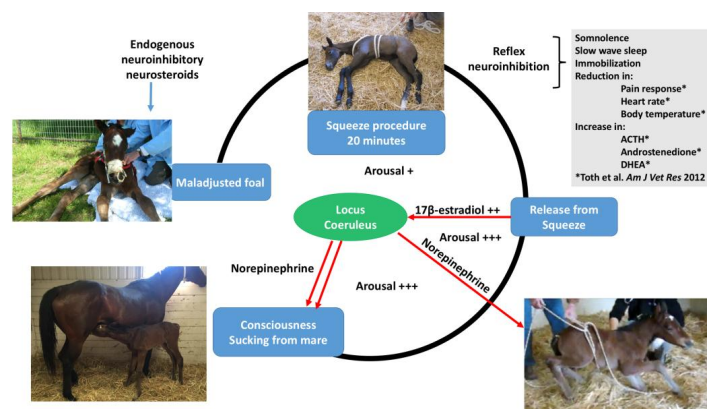 Endogenous
neuroinhibitory
neurosteroids
Maladjusted foal
Squeeze procedure
20 minutes
Arousal +
Reflex
neuroinhibition
Somnolence
Slow wave sleep
Immobilization
Reduction in:
Pain response*
Heart rate*
Body temperature*
Increase in:
ACTH*
Androstenedione*
DHEA*
*Toth et al. Am J Vet Res 2012
Locus
Coeruleus
17β-estradiol ++
Arousal +++
Release from
Squeeze
Norepinephrine
Norepinephrine
Arousal +++
Consciousness
Sucking from mare